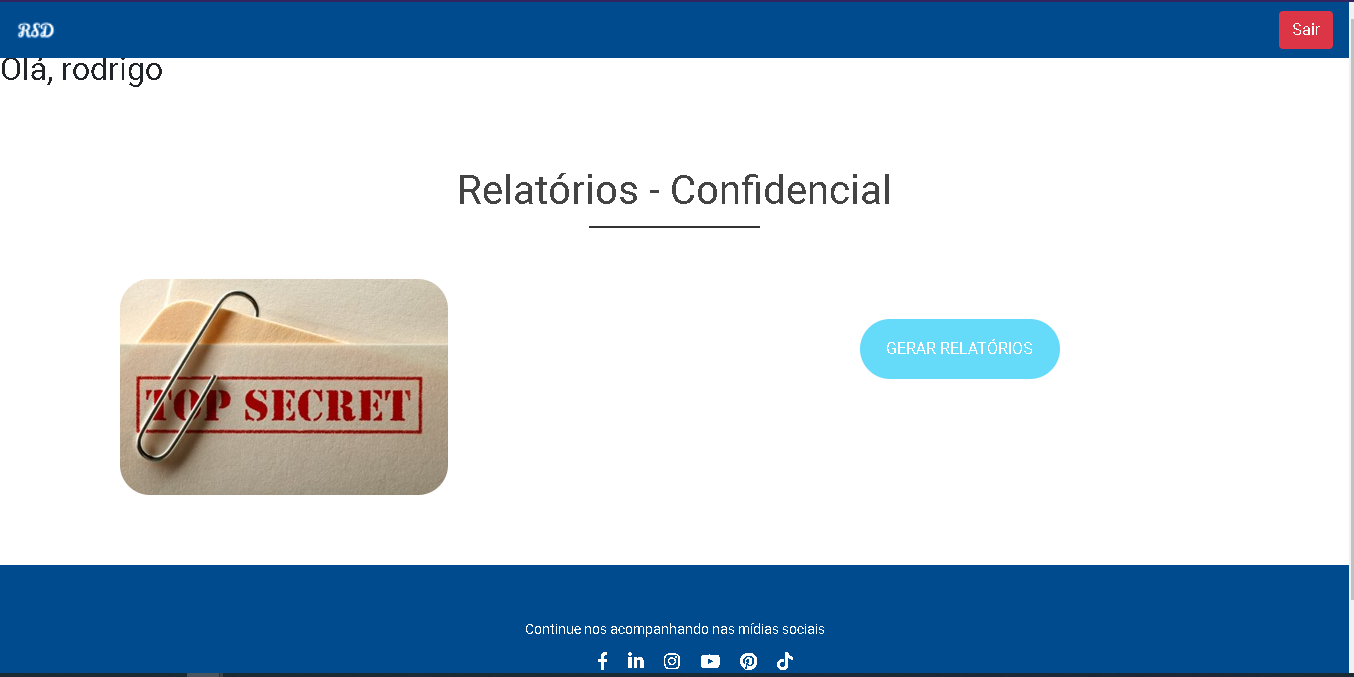 RSD
Sair
Olá, rodrigo
Relatórios - Confidencial
TOP SECRET
GERAR RELATÓRIOS
Continue nos acompanhando nas mídias sociais